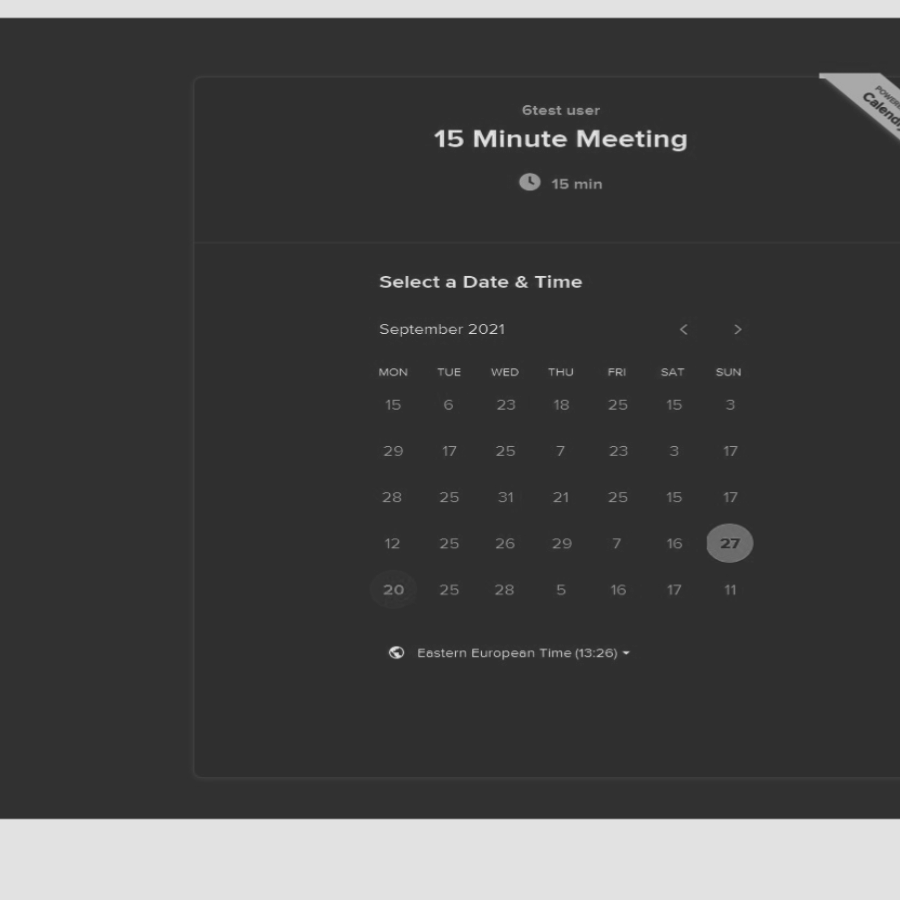 POWERED
Calendly
6test user
15 Minute Meeting
15 min
Select a Date & Time
September 2021 < >
MON TUE WED THU FRI SAT SUN
15 6 23 18 25 15 3
29 17 25 7 23 3 17
28 25 31 21 25 15 17
12 25 26 29 7 16 27
20 25 28 5 16 17 11
Eastern European Time (13:26)